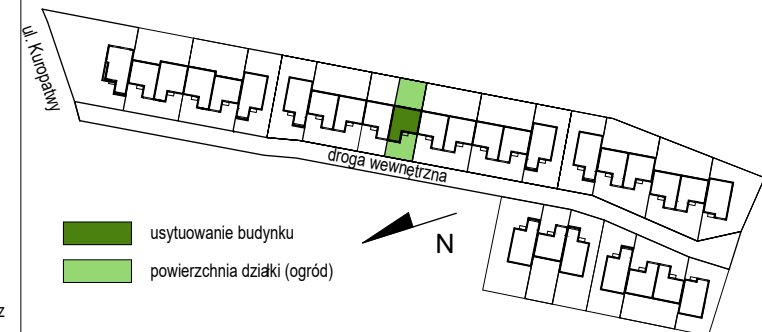 ul. Kuropatwy
droga wewnętrzna
usytuowanie budynku
N
powierzchnia działki (ogród)
z